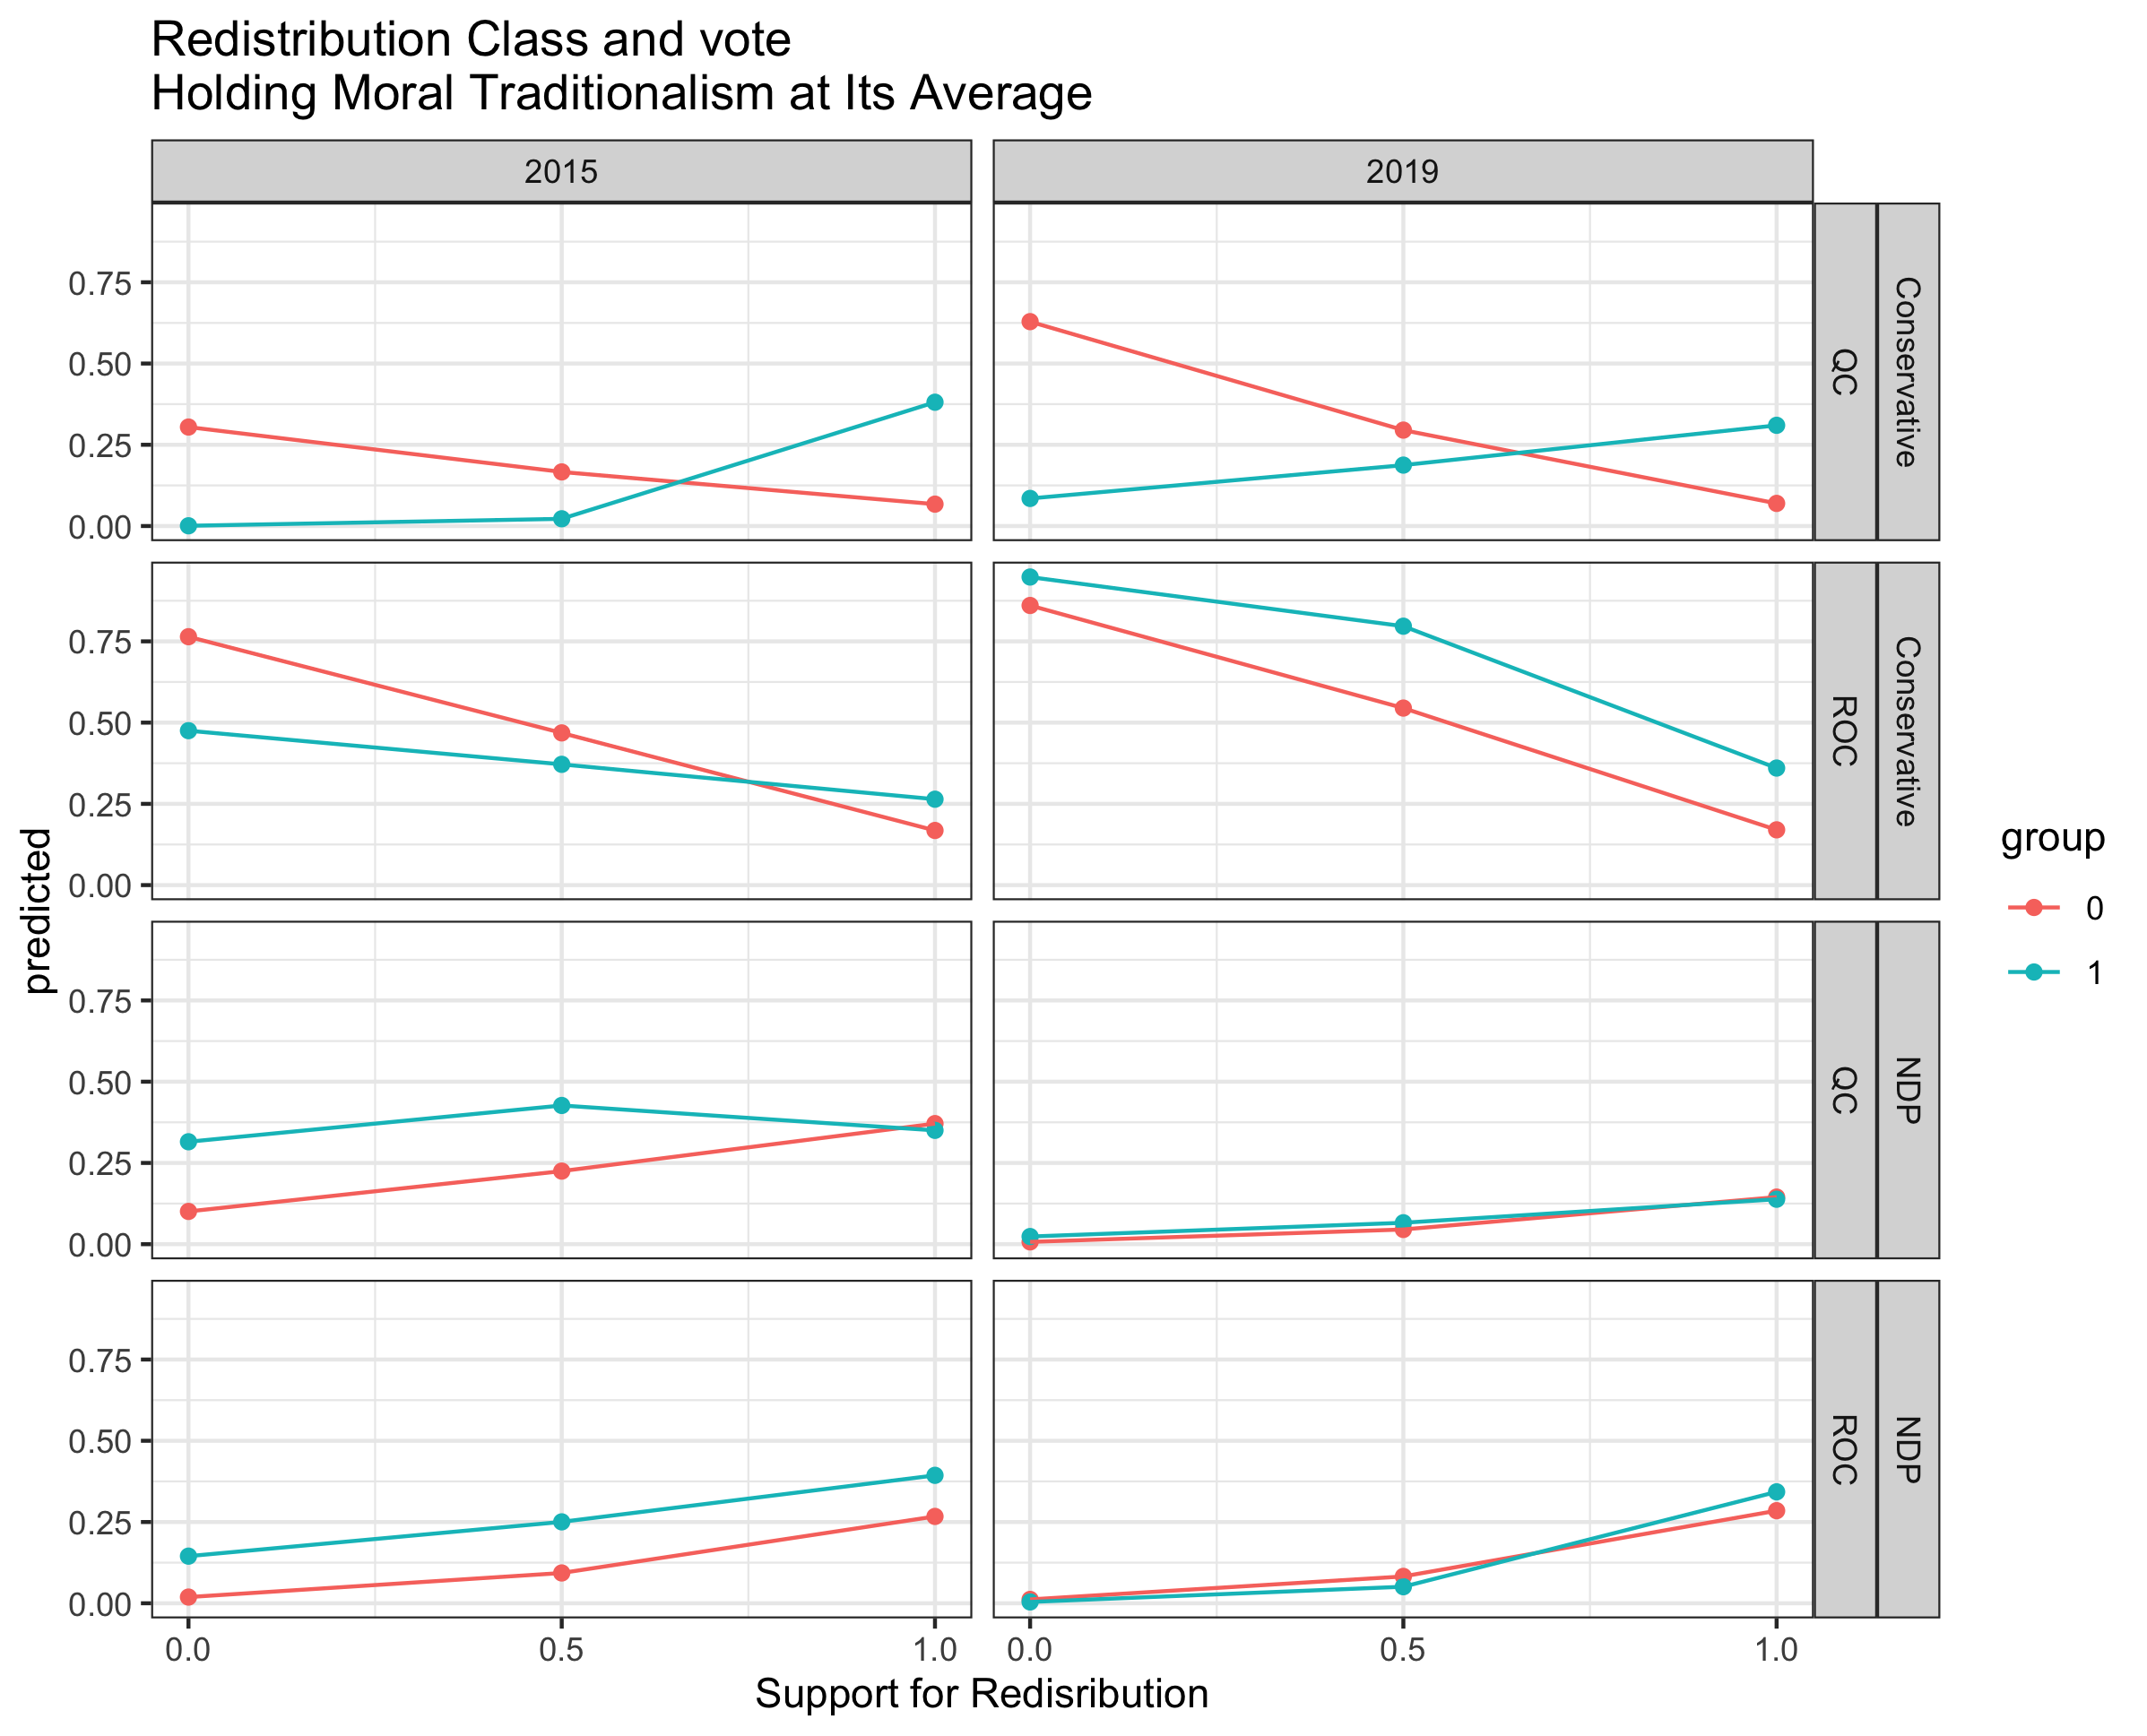 Redistribution Class and vote
Holding Moral Traditionalism at Its Average
2015
2019
0.75
0.50
0.25
0.00
QC
Conservative
0.75
0.50
0.25
0.00
ROC
Conservative
predicted
0.75
0.50
0.25
0.00
QC
NDP
0.75
0.50
0.25
0.00
ROC
NDP
0.0 0.5 1.0 0.0 0.5 1.0
Support for Redisribution
group
0
1